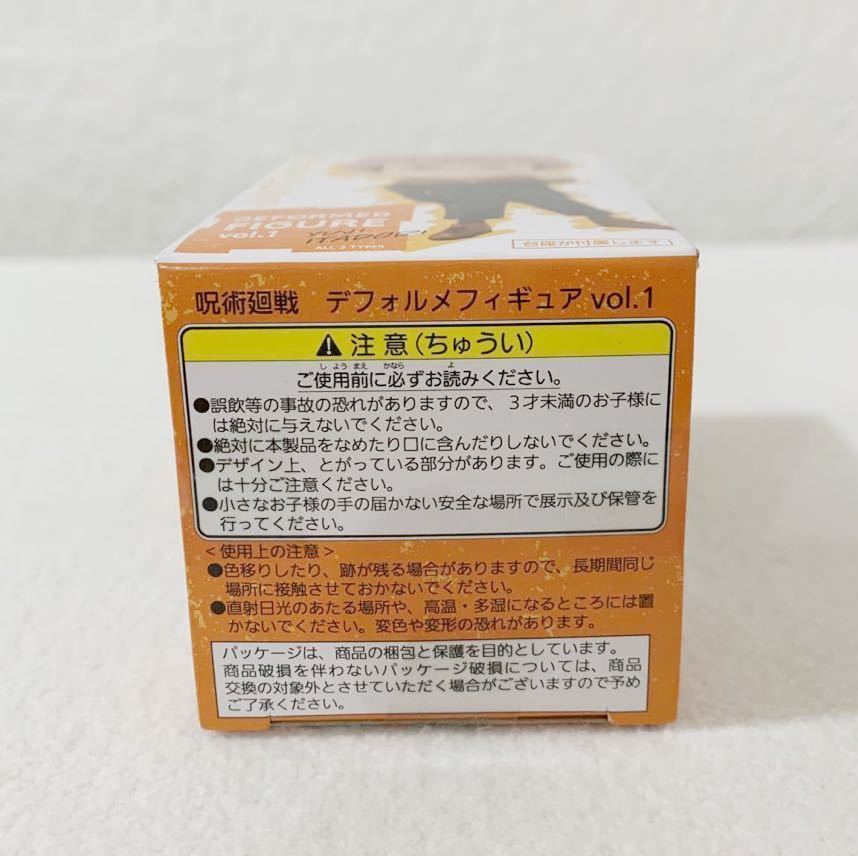 DEFORMED
FIGURE
vol.1
YUJI
ITADORI
ALL 2 TYPES
台座が付属します
呪術廻戦 デフォルメフィギュア vol.1
⚠注意(ちゅうい)
し よう まえ かなら よ
ご使用前に必ずお読みください。
●誤飲等の事故の恐れがありますので、3才未満のお子様に
は絶対に与えないでください。
●絶対に本製品をなめたり口に含んだりしないでください。
●デザイン上、とがっている部分があります。ご使用の際に
は十分ご注意ください。
●小さなお子様の手の届かない安全な場所で展示及び保管を
行ってください。
<使用上の注意>
●色移りしたり、跡が残る場合がありますので、長期間同じ
場所に接触させておかないでください。
●直射日光のあたる場所や、高温・多湿になるところには置
かないでください。変色や変形の恐れがあります。
パッケージは、商品の梱包と保護を目的としています。
商品破損を伴わないパッケージ破損については、商品
交換の対象外とさせていただく場合がございますので予め
ご了承ください。